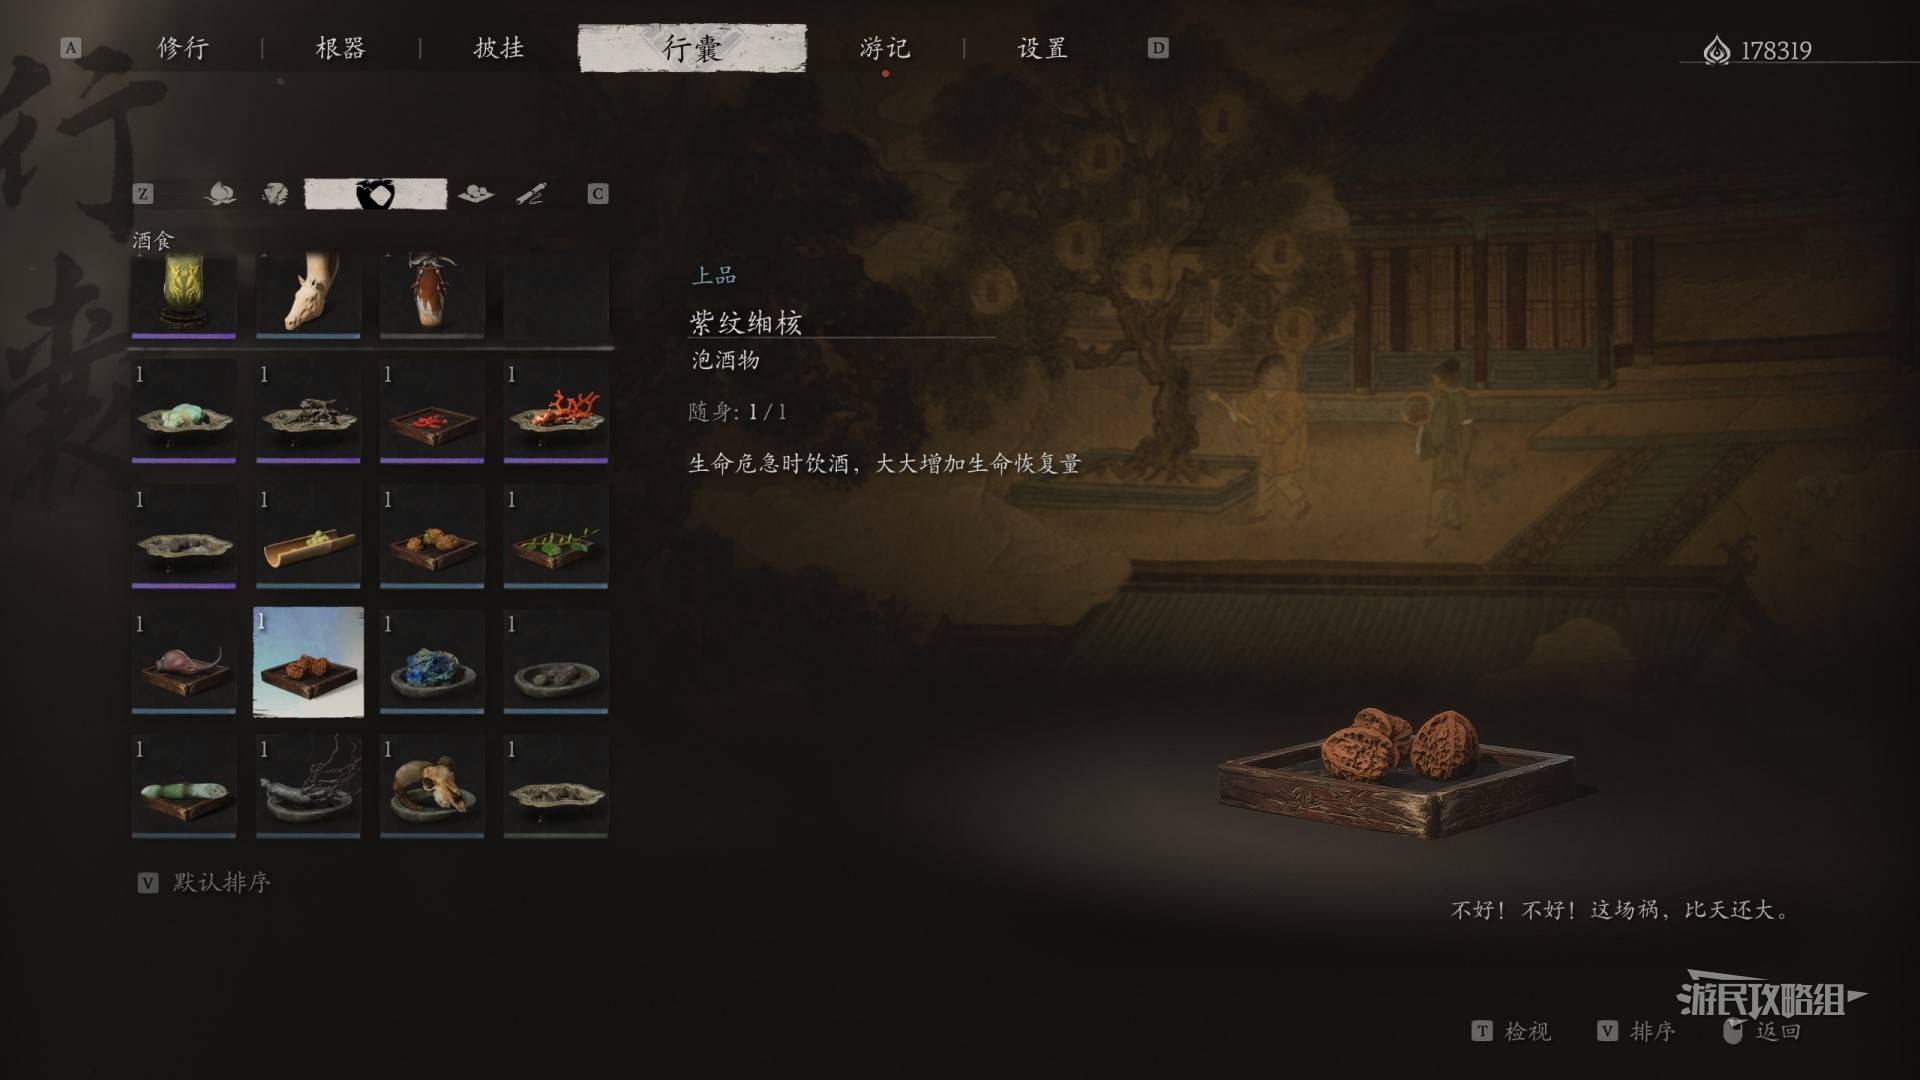 A 修行 | 根器 | 披挂 行囊 游记 | 设置 D 178319
行囊
Z C
酒食
上品
紫纹缃核
泡酒物
随身: 1/1
生命危急时饮酒，大大增加生命恢复量
1 1 1 1
1 1 1 1
1 1 1 1
1 1 1 1
V 默认排序
不好！不好！这场祸，比天还大。
游民攻略组
T 检视 V 排序 返回